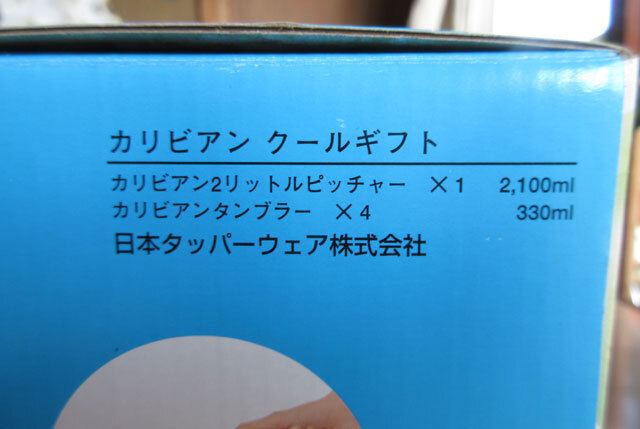 カリビアン クールギフト
カリビアン2リットルピッチャー ×1 2,100ml
カリビアンタンブラー ×4 330ml
日本タッパーウェア株式会社